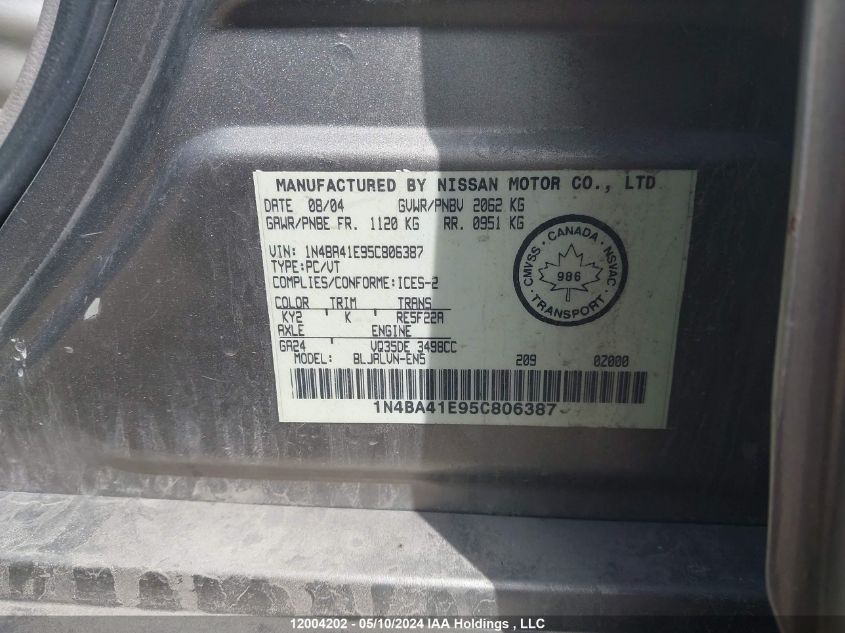 MANUFACTURED BY NISSAN MOTOR CO., LTD
DATE 08/04 GVWR/PNBV 2062 KG
GAWR/PNBE FR. 1120 KG RR. 0951 KG
VIN: 1N4BA41E95C806387
TYPE:PC/VT
COMPLIES/CONFORME:ICES-2
COLOR TRIM TRANS
KY2 ' K ' RE5F22A
AXLE ENGINE
GA24 VQ35DE 3498CC
MODEL: BLJALVN-EN5 209 0Z000
1N4BA41E95C806387
CMVSS - CANADA - NSVAC
986
- TRANSPORT -
12004202 - 05/10/2024 IAA Holdings , LLC